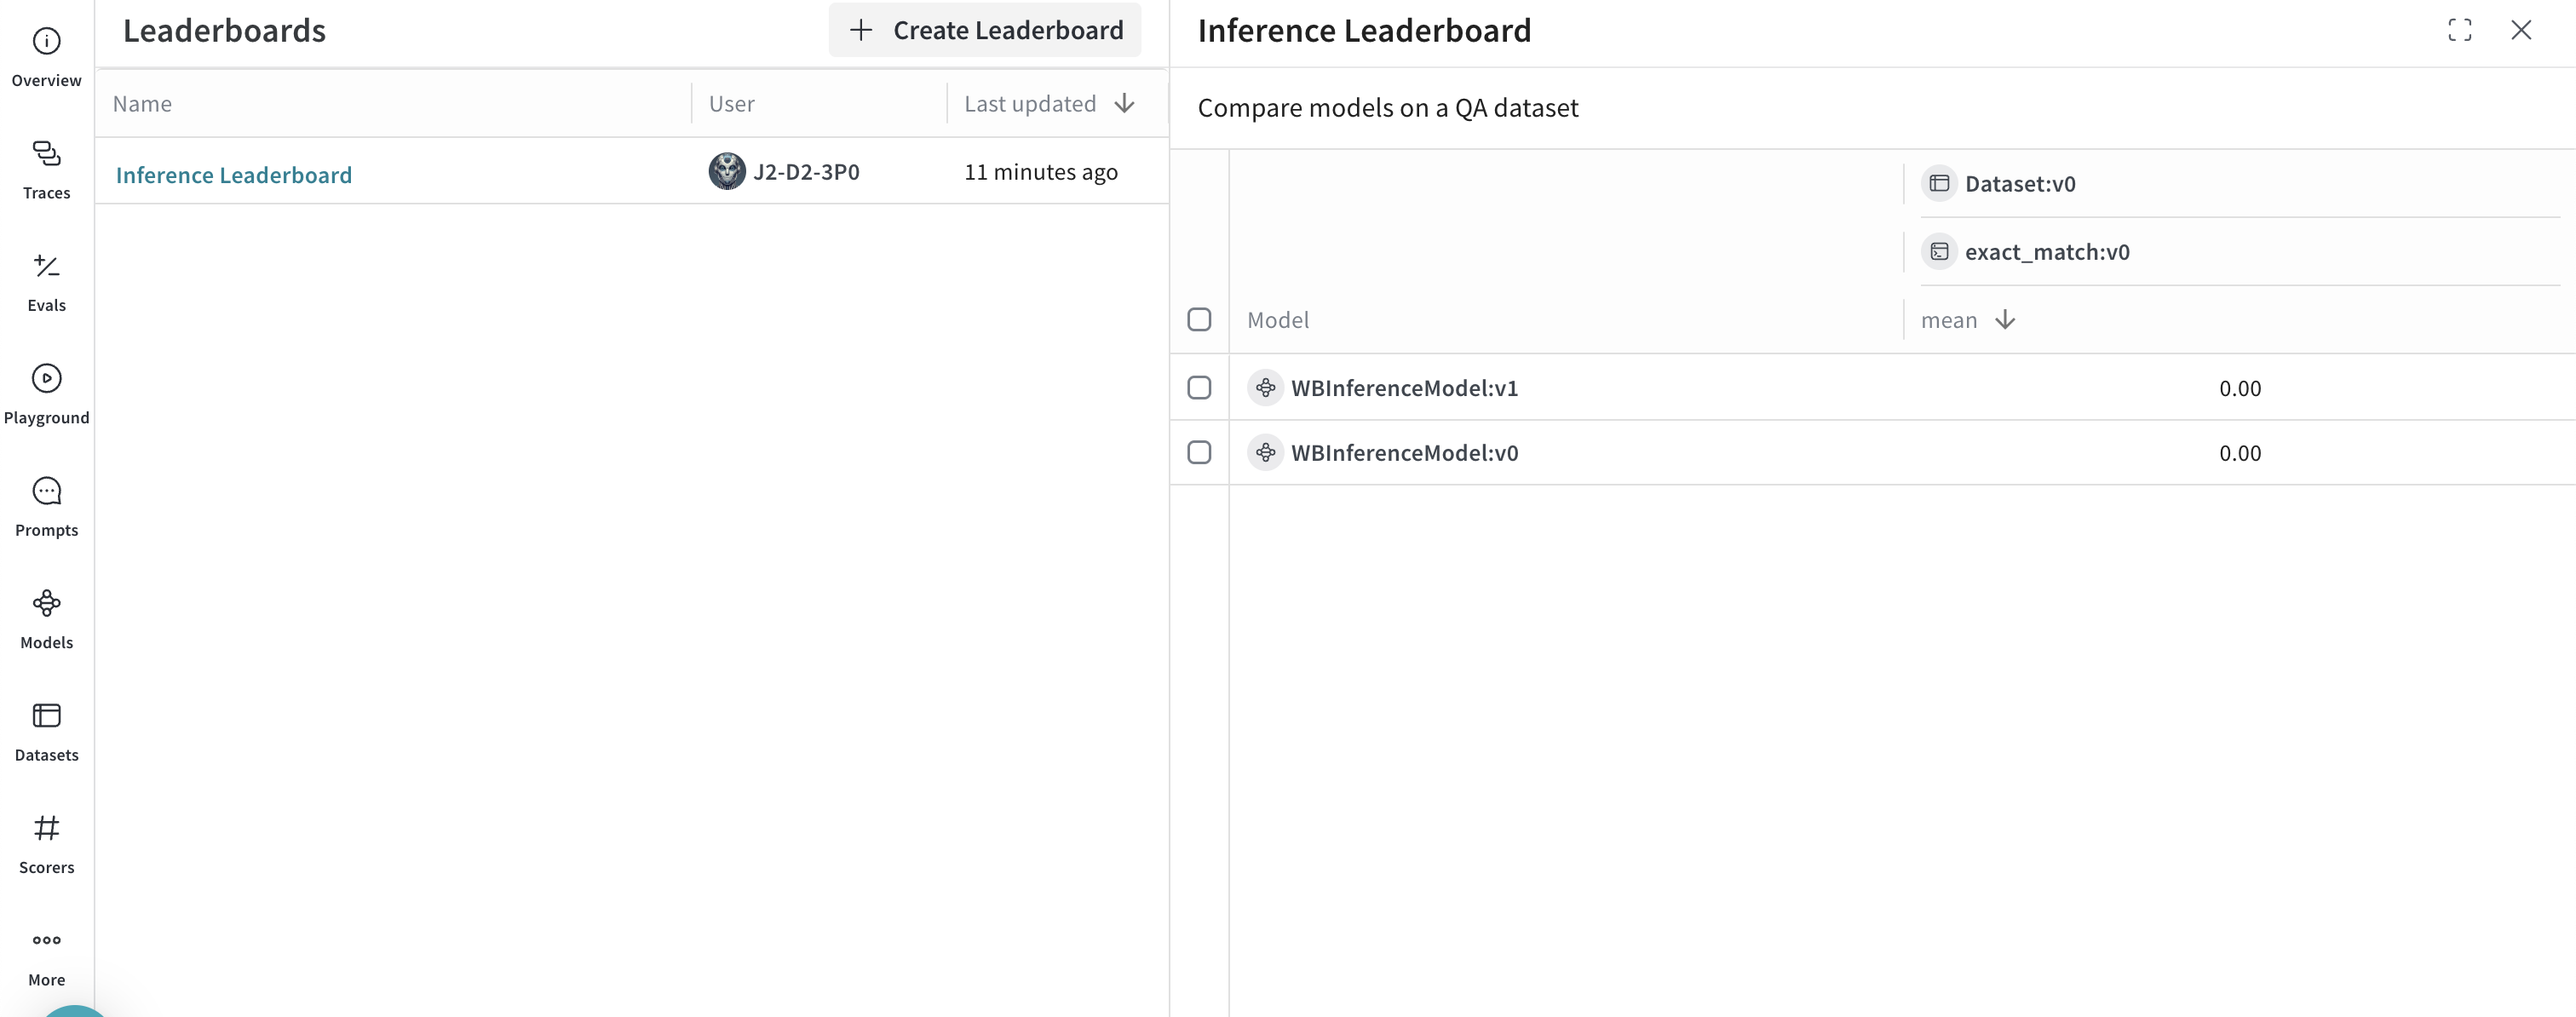 Overview
Traces
Evals
Playground
Prompts
Models
Datasets
Scorers
More
Leaderboards
Create Leaderboard
Name
User
Last updated
Inference Leaderboard
J2-D2-3P0
11 minutes ago
Inference Leaderboard
Compare models on a QA dataset
Dataset:v0
exact_match:v0
Model
mean
WBInferenceModel:v1
0.00
WBInferenceModel:v0
0.00